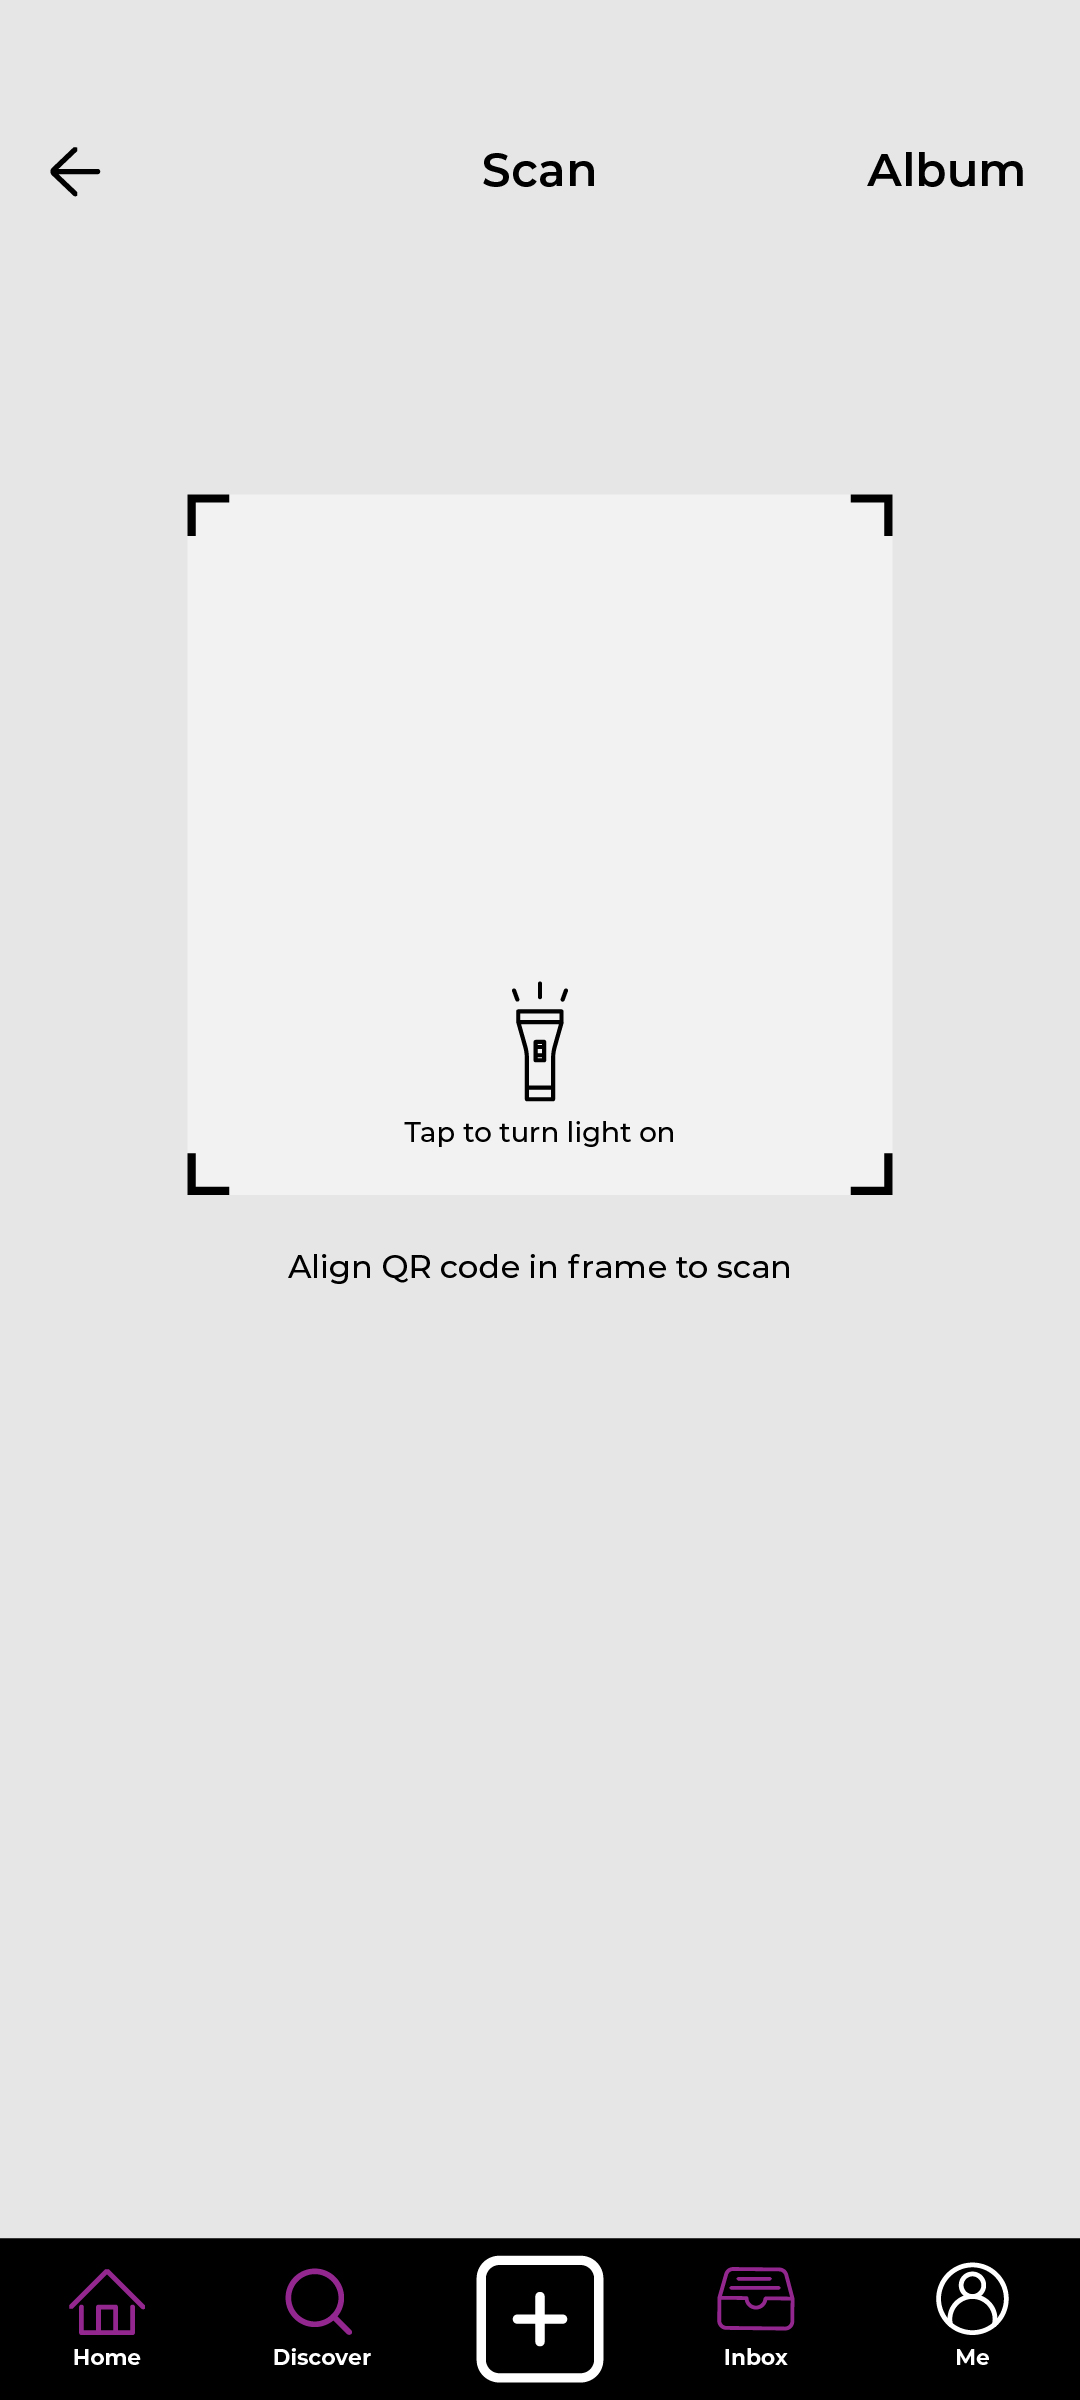 Scan
Album
Tap to turn light on
Align QR code in frame to scan
Home
Discover
Inbox
Me